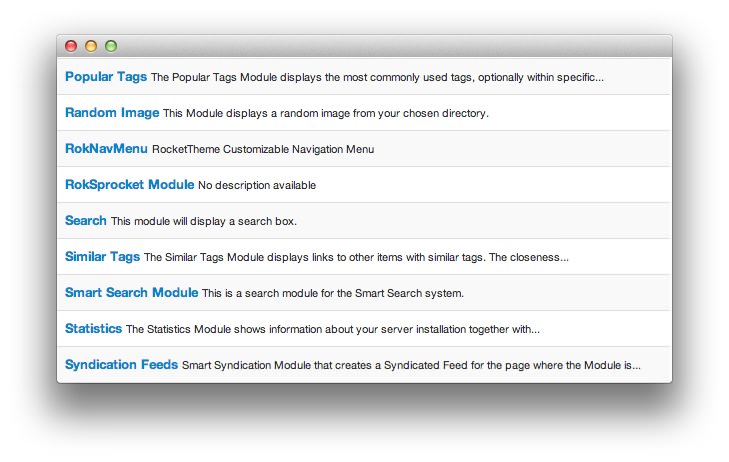 Popular Tags The Popular Tags Module displays the most commonly used tags, optionally within specific...
Random Image This Module displays a random image from your chosen directory.
RokNavMenu RocketTheme Customizable Navigation Menu
RokSprocket Module No description available
Search This module will display a search box.
Similar Tags The Similar Tags Module displays links to other items with similar tags. The closeness...
Smart Search Module This is a search module for the Smart Search system.
Statistics The Statistics Module shows information about your server installation together with...
Syndication Feeds Smart Syndication Module that creates a Syndicated Feed for the page where the Module is...